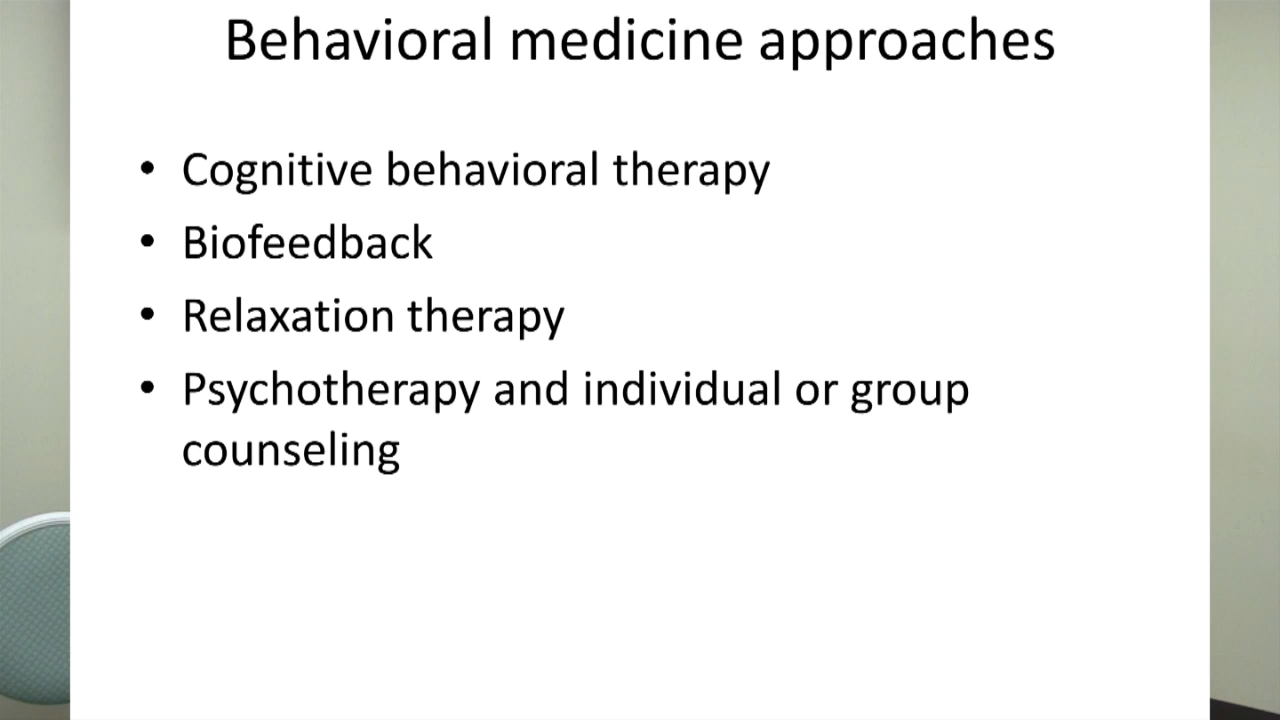 Behavioral medicine approaches
• Cognitive behavioral therapy
• Biofeedback
• Relaxation therapy
• Psychotherapy and individual or group
counseling